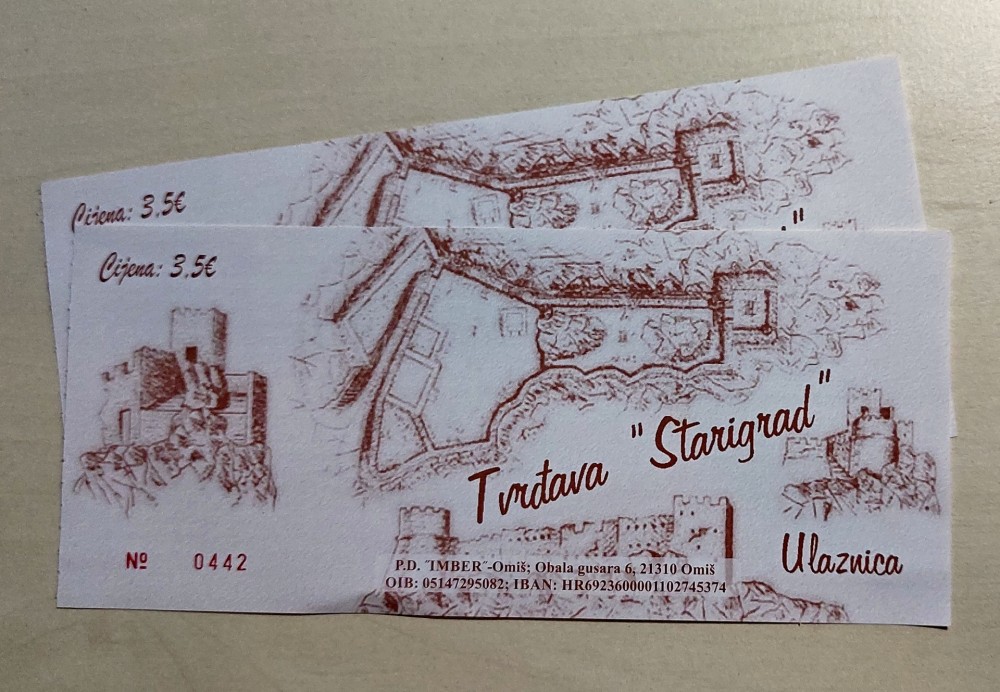 Cijena: 3.5€
"
Cijena: 3.5€
Tvrđava "Starigrad"
Ulaznica
№ 0442
P.D. ˝IMBER˝-Omiš; Obala gusara 6, 21310 Omiš
OIB: 05147295082; IBAN: HR6923600001102745374